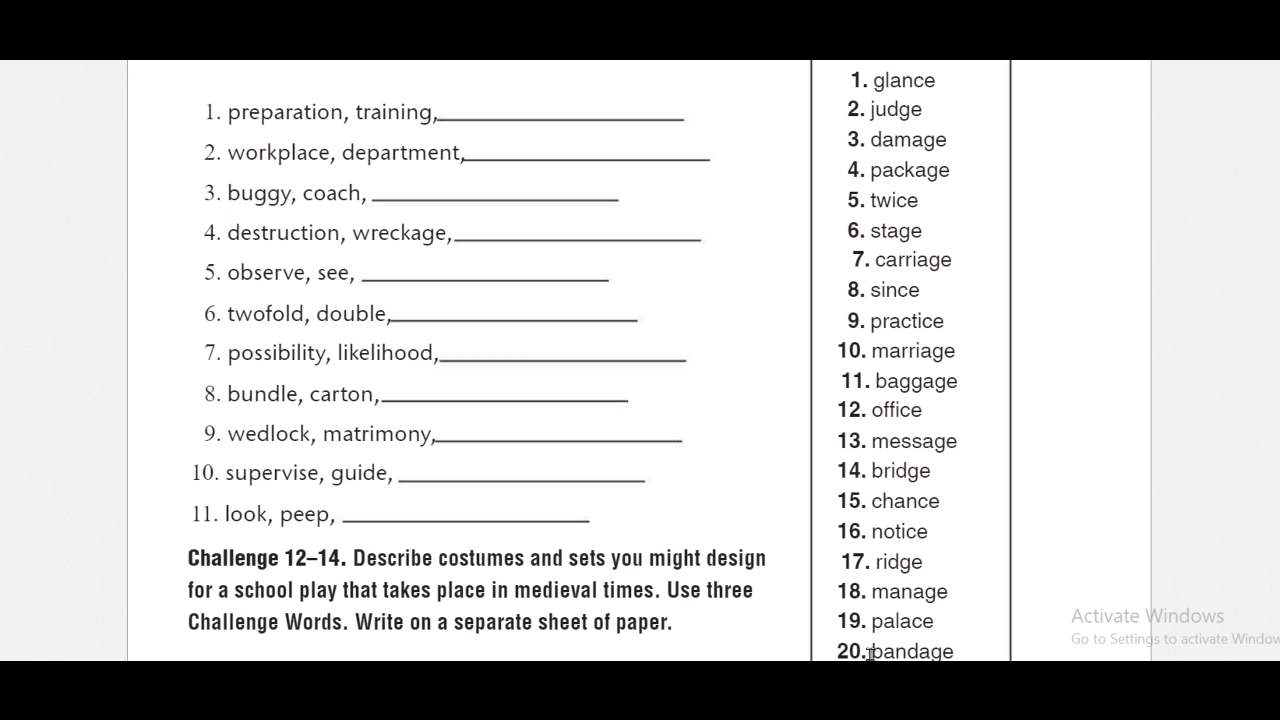 1. preparation, training,
2. workplace, department,
3. buggy, coach,
4. destruction, wreckage,
5. observe, see,
6. twofold, double,
7. possibility, likelihood,
8. bundle, carton,
9. wedlock, matrimony,
10. supervise, guide,
11. look, peep,
Challenge 12–14. Describe costumes and sets you might design
for a school play that takes place in medieval times. Use three
Challenge Words. Write on a separate sheet of paper.
1. glance
2. judge
3. damage
4. package
5. twice
6. stage
7. carriage
8. since
9. practice
10. marriage
11. baggage
12. office
13. message
14. bridge
15. chance
16. notice
17. ridge
18. manage
19. palace
20. bandage
Activate Windows
Go to Settings to activate Window